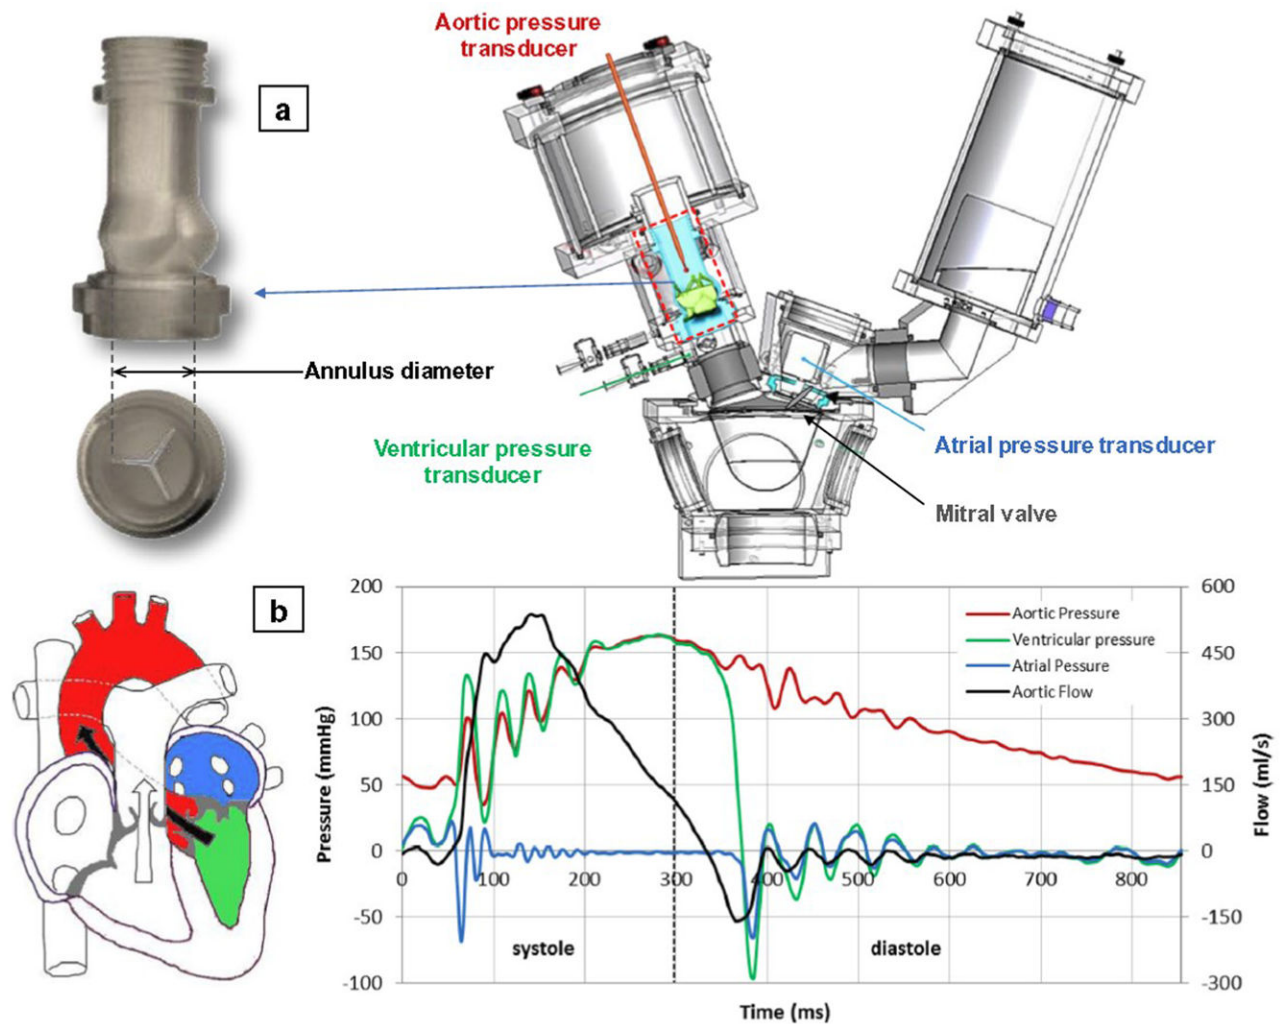 Aortic pressure
transducer
a
Annulus diameter
Ventricular pressure
transducer
Atrial pressure transducer
Mitral valve
b
200
150
100
50
0
-50
-100
Pressure (mmHg)
600
450
300
150
0
-150
-300
Flow (ml/s)
Aortic Pressure
Ventricular pressure
Atrial Pessure
Aortic Flow
0
100
200
300
400
500
600
700
800
systole
diastole
Time (ms)